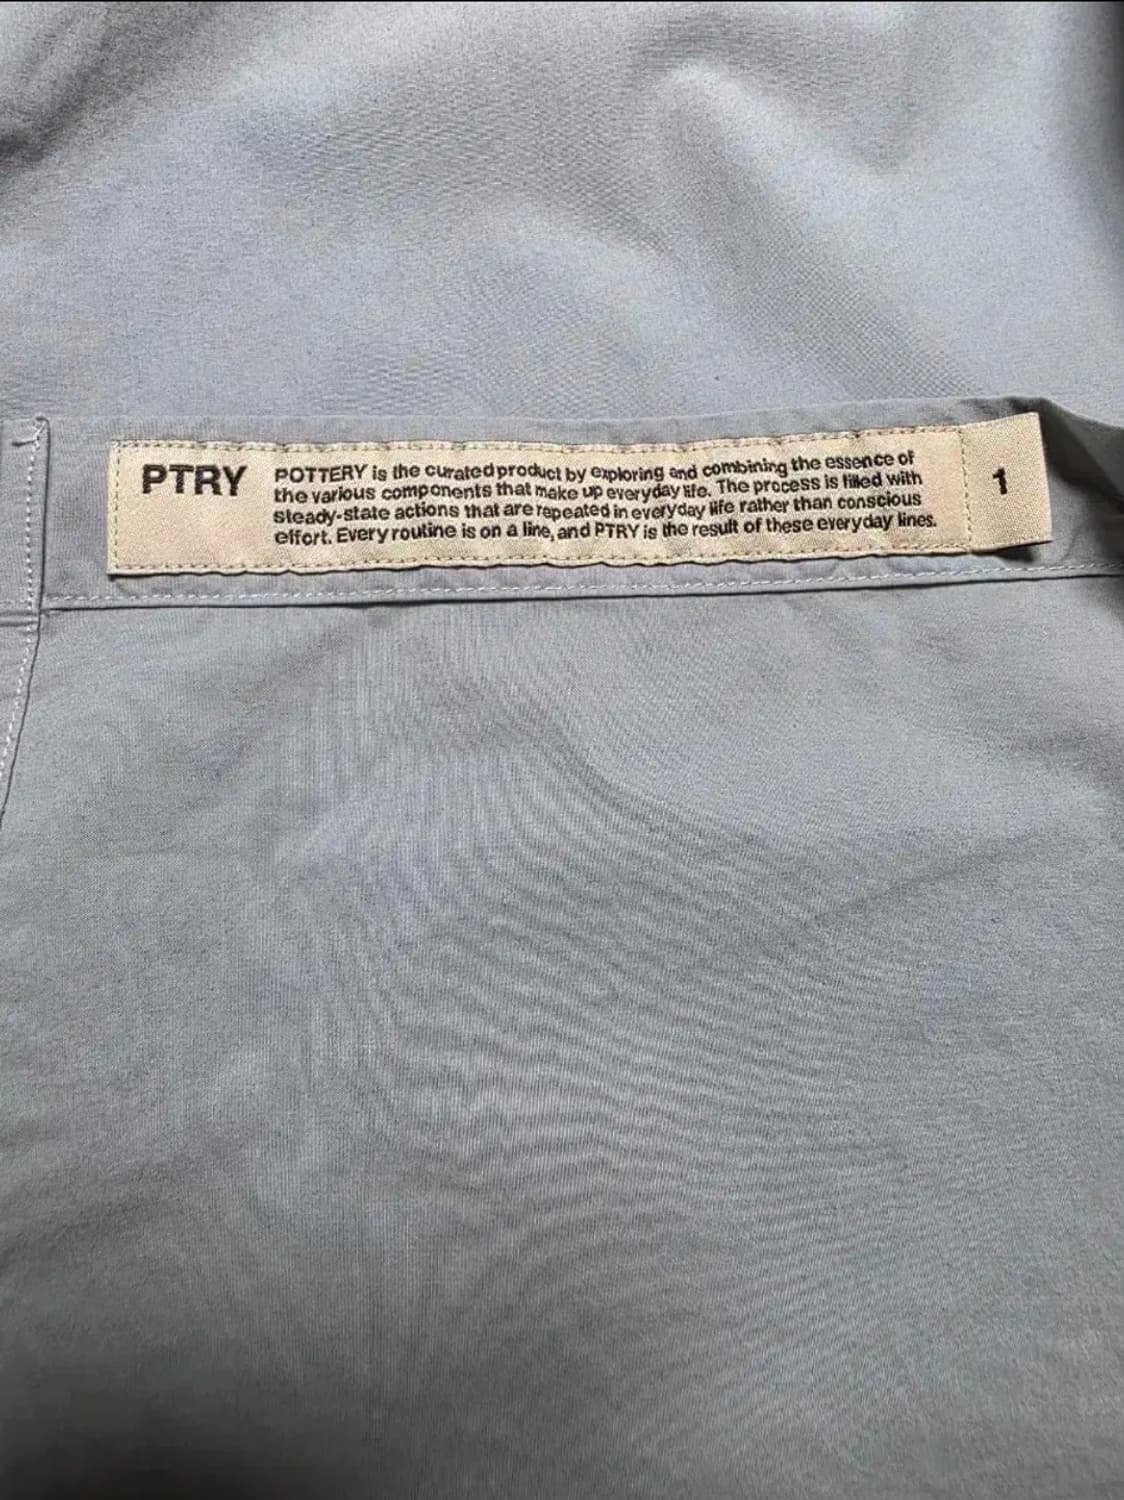 PTRY
POTTERY is the curated product by exploring and combining the essence of
the various components that make up everyday life. The process is filled with
steady-state actions that are repeated in everyday life rather than conscious
effort. Every routine is on a line, and PTRY is the result of these everyday lines.
1